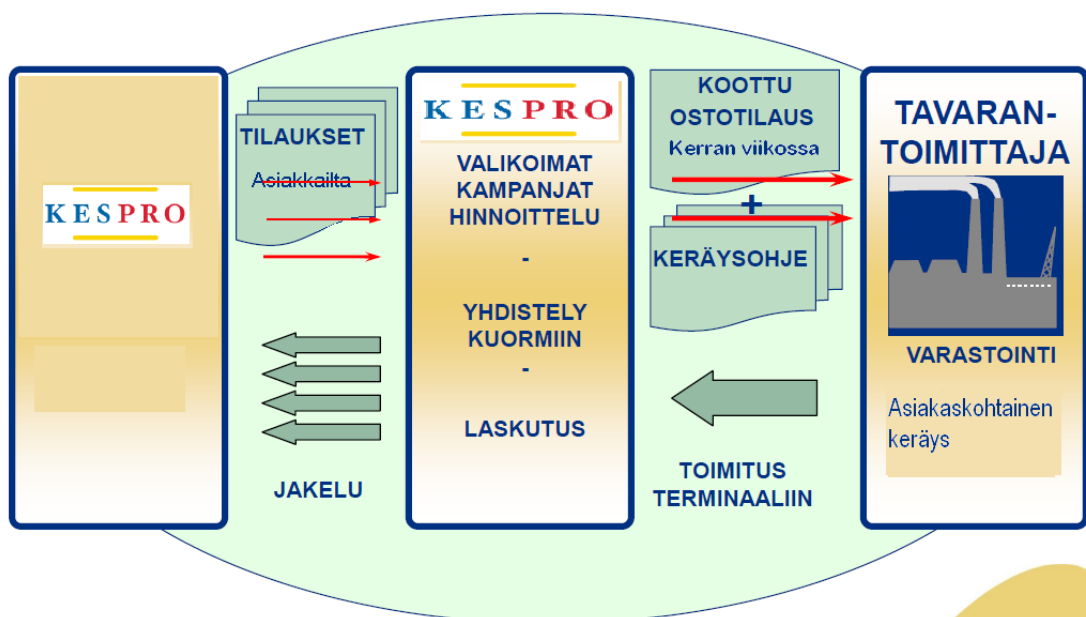 KESPRO
TILAUKSET
Asiakkailta
JAKELU
KESPRO
VALIKOIMAT
KAMPANJAT
HINNOITTELU
-
YHDISTELY
KUORMIIN
-
LASKUTUS
KOOTTU
OSTOTILAUS
Kerran viikossa
+
KERÄYSOHJE
TOIMITUS
TERMINAALIIN
TAVARAN-
TOIMITTAJA
VARASTOINTI
Asiakaskohtainen
keräys